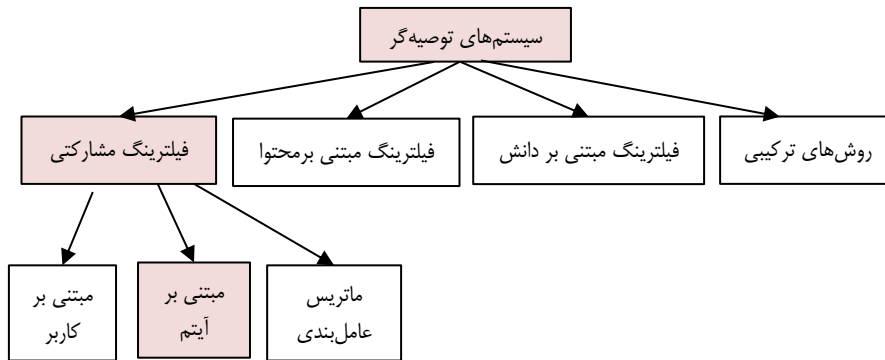 سیستم‌های توصیه‌گر
روش‌های ترکیبی
فیلترینگ مبتنی بر دانش
فیلترینگ مبتنی برمحتوا
فیلترینگ مشارکتی
ماتریس
عامل‌بندی
مبتنی بر
آیتم
مبتنی بر
کاربر